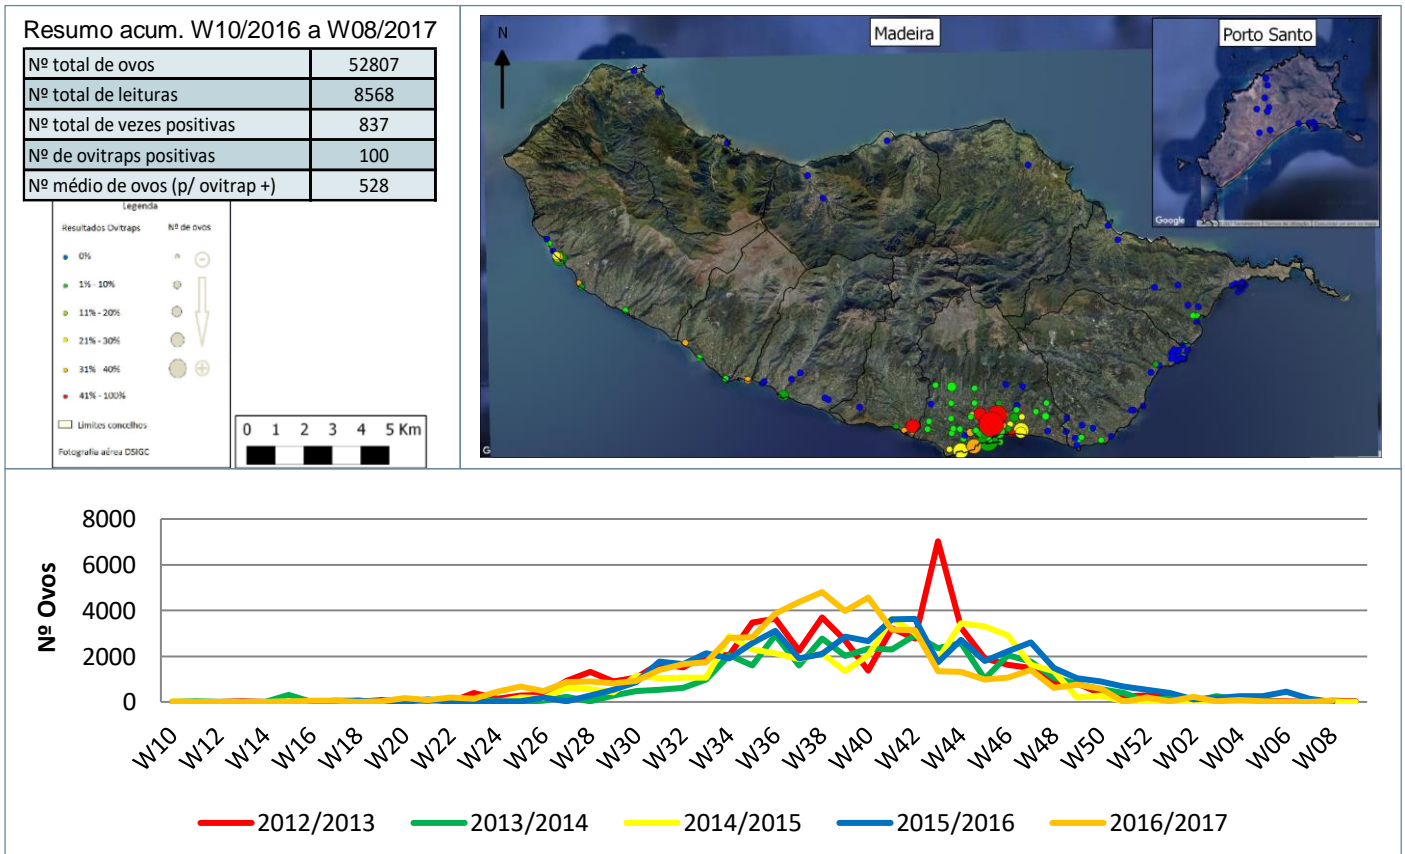 Resumo acum. W10/2016 a W08/2017
Nº total de ovos 52807
Nº total de leituras 8568
Nº total de vezes positivas 837
Nº de ovitraps positivas 100
Nº médio de ovos (p/ ovitrap +) 528
Legenda
Resultados Ovitraps Nº de ovos
0%
1% - 10%
11% - 20%
21% - 30%
31% - 40%
41% - 100%
Limites concelhos
Fotografia aérea DSIGC
0 1 2 3 4 5 Km
N
Madeira
Porto Santo
Google
G
Nº Ovos
8000
6000
4000
2000
0
W10 W12 W14 W16 W18 W20 W22 W24 W26 W28 W30 W32 W34 W36 W38 W40 W42 W44 W46 W48 W50 W52 W02 W04 W06 W08
2012/2013 2013/2014 2014/2015 2015/2016 2016/2017